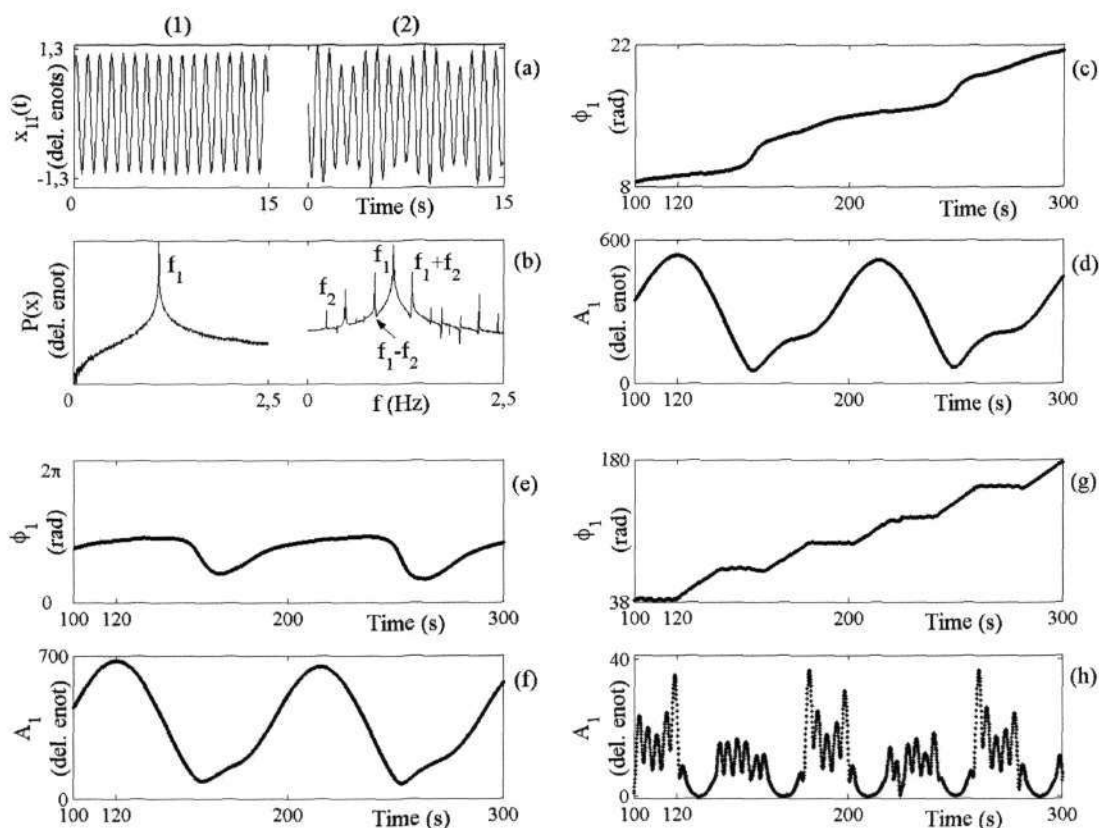 (1)
(2)
1,3
-1,3
x11(t)
(del. enots)
(a)
0
15
0
Time (s)
15
P(x)
(del. enot)
f1
f2
f1
f1+f2
f1-f2
(b)
0
2,5
0
f (Hz)
2,5
22
8
ϕ1
(rad)
(c)
100
120
200
Time (s)
300
600
0
A1
(del. enot)
(d)
100
120
200
Time (s)
300
2π
0
ϕ1
(rad)
(e)
100
120
200
Time (s)
300
700
0
A1
(del. enot)
(f)
100
120
200
Time (s)
300
180
38
ϕ1
(rad)
(g)
100
120
200
Time (s)
300
40
0
A1
(del. enot)
(h)
100
120
200
Time (s)
300